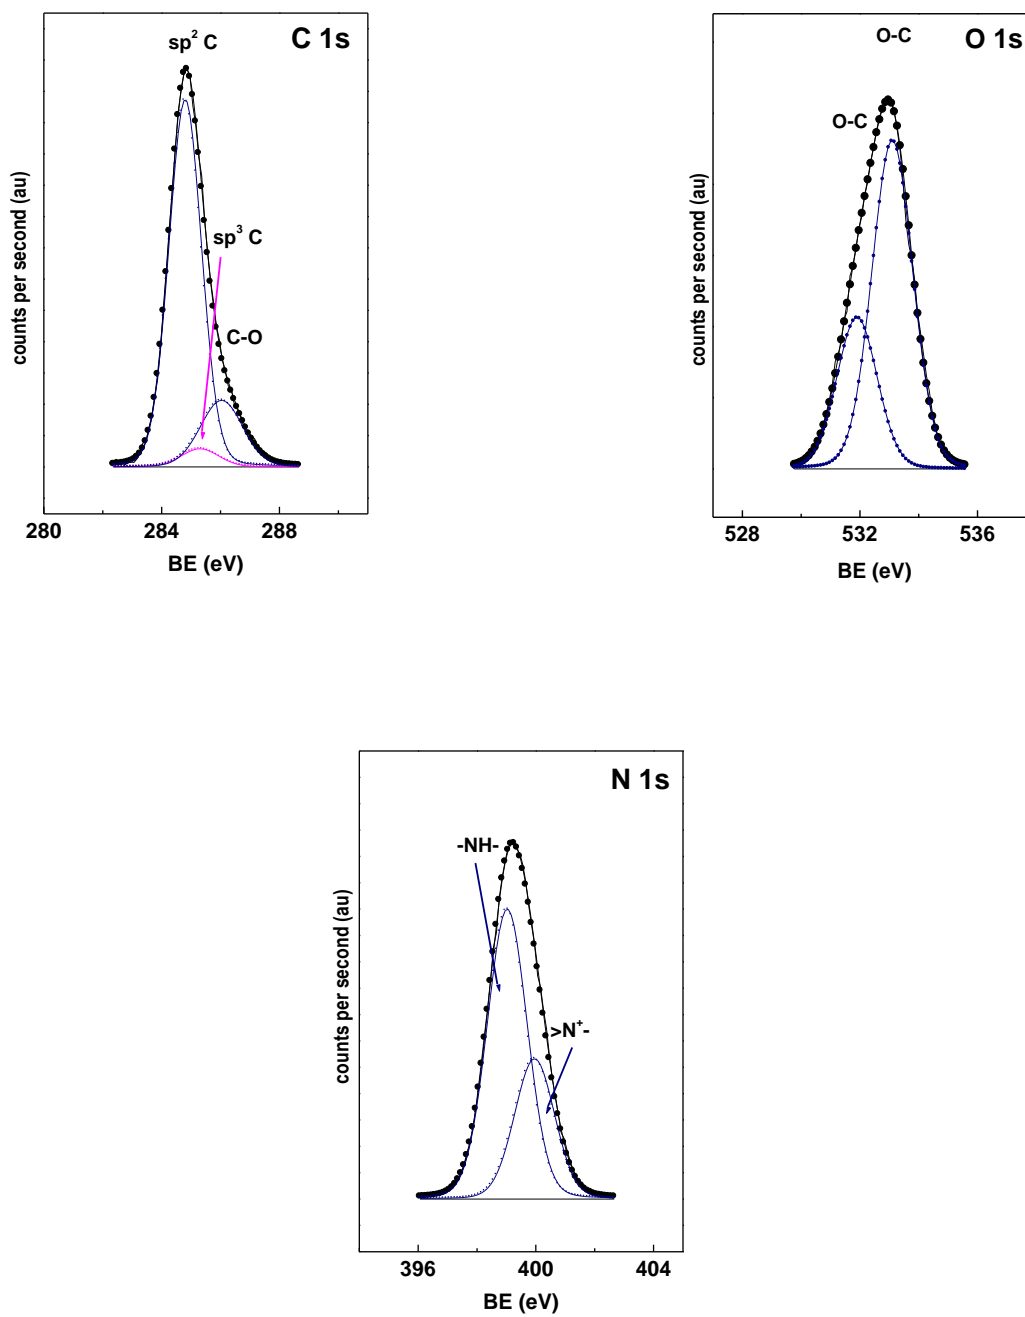 sp² C
C 1s
sp³ C
C-O
counts per second (au)
280
284
288
BE (eV)
O-C
O 1s
O-C
counts per second (au)
528
532
536
BE (eV)
N 1s
-NH-
>N⁺-
counts per second (au)
396
400
404
BE (eV)